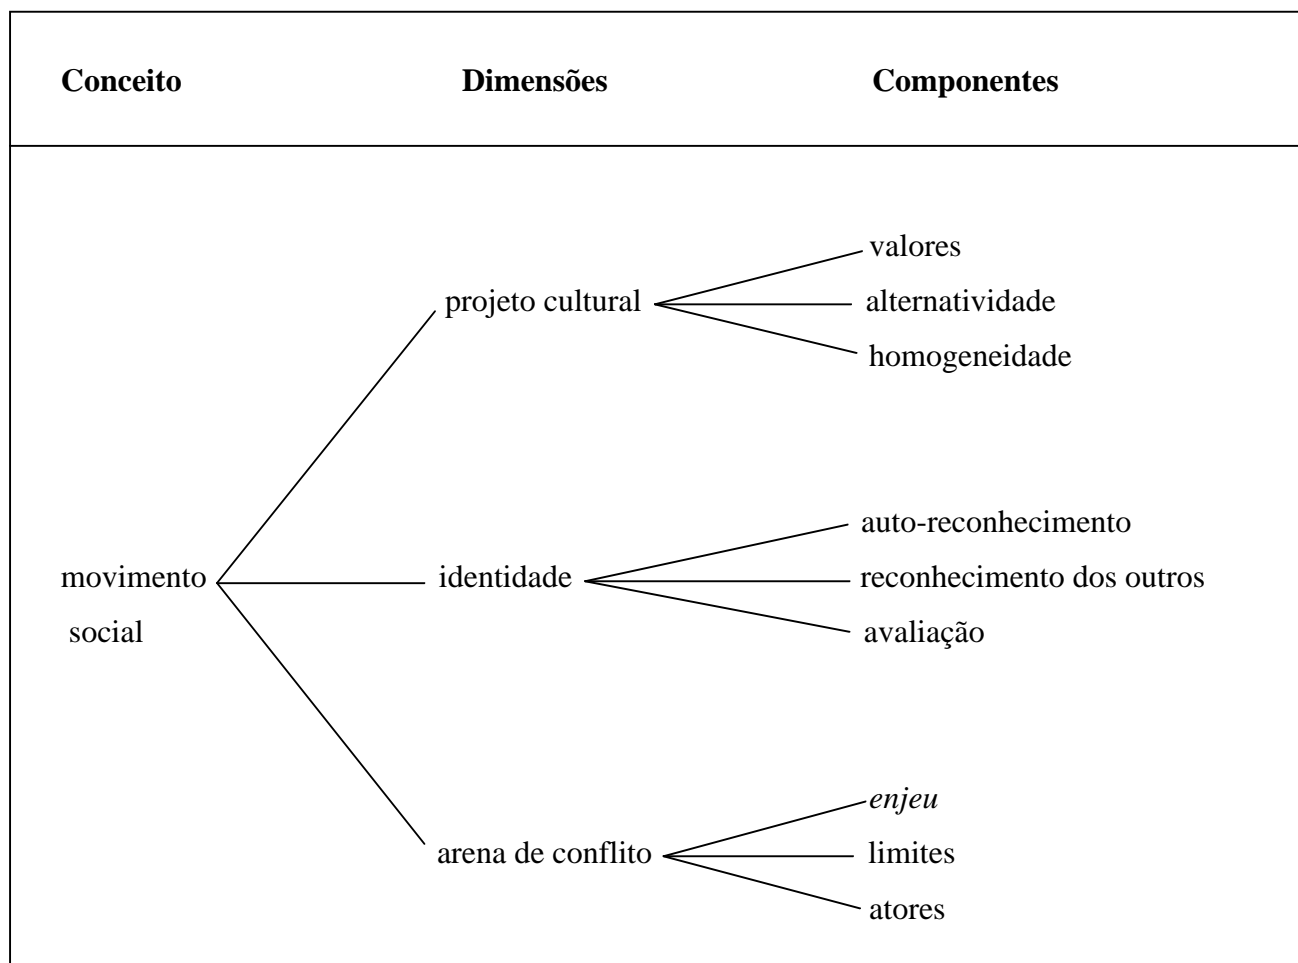 Conceito Dimensões Componentes
valores
projeto cultural alternatividade
homogeneidade
auto-reconhecimento
movimento identidade reconhecimento dos outros
social avaliação
enjeu
arena de conflito limites
atores